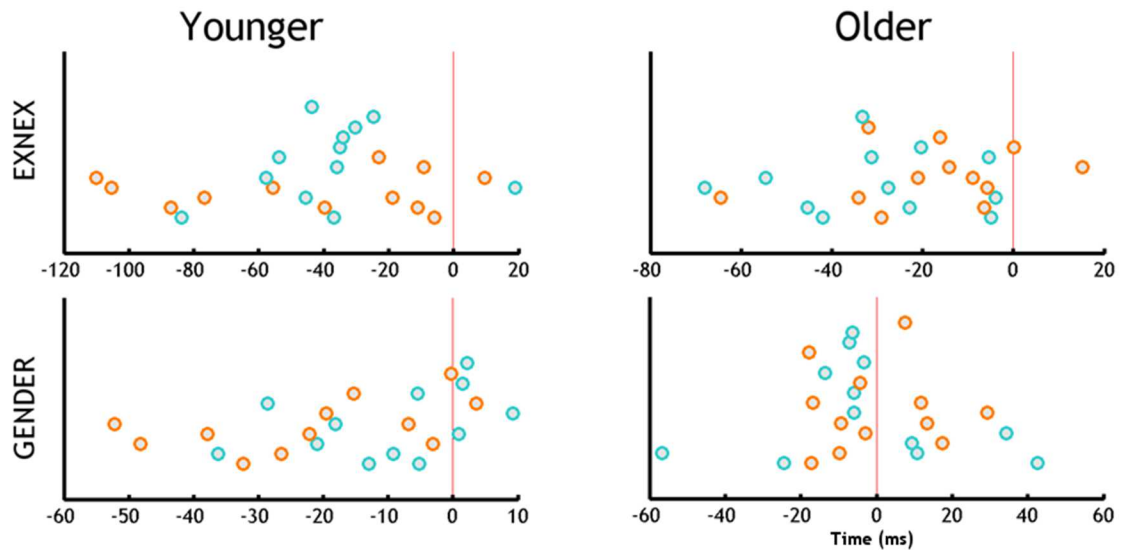 Younger
Older
EXNEX
-120 -100 -80 -60 -40 -20 0 20
-80 -60 -40 -20 0 20
GENDER
-60 -50 -40 -30 -20 -10 0 10
-60 -40 -20 0 20 40 60
Time (ms)